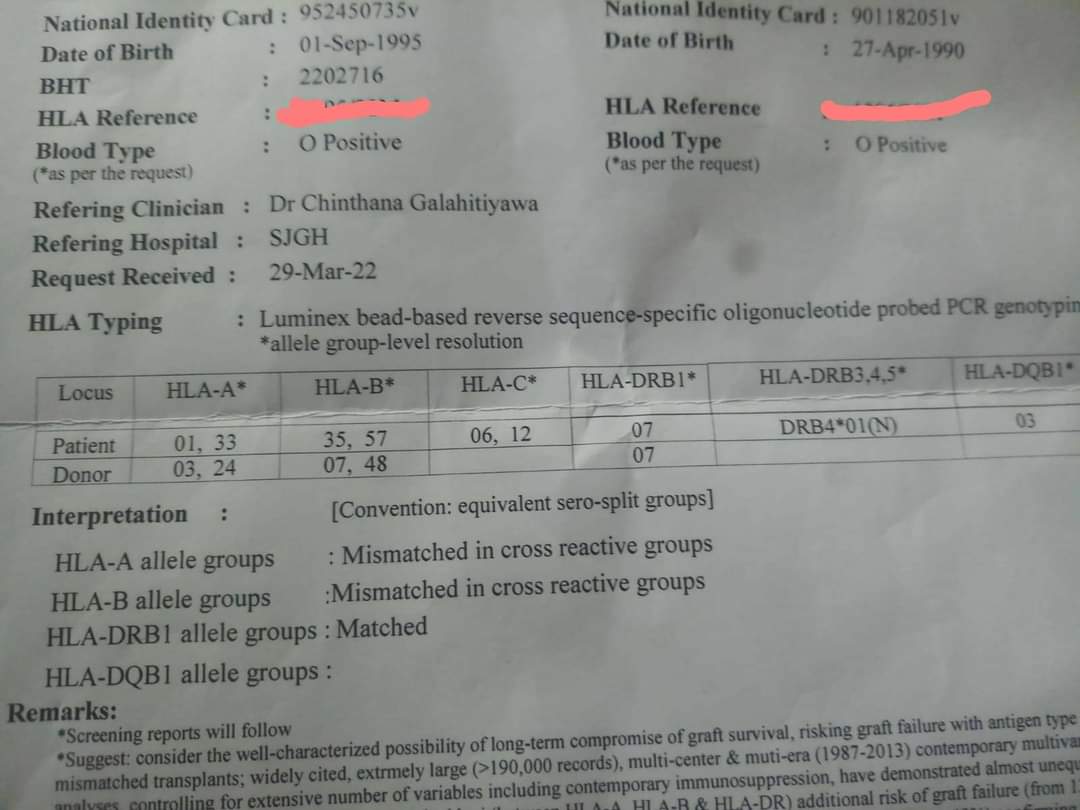 National Identity Card : 952450735v
Date of Birth : 01-Sep-1995
BHT : 2202716
HLA Reference :
Blood Type : O Positive
(*as per the request)
National Identity Card : 901182051v
Date of Birth : 27-Apr-1990
HLA Reference
Blood Type : O Positive
(*as per the request)
Refering Clinician : Dr Chinthana Galahitiyawa
Refering Hospital : SJGH
Request Received : 29-Mar-22
HLA Typing : Luminex bead-based reverse sequence-specific oligonucleotide probed PCR genotypin
*allele group-level resolution
Locus HLA-A* HLA-B* HLA-C* HLA-DRB1* HLA-DRB3,4,5* HLA-DQB1*
Patient 01, 33 35, 57 06, 12 07 DRB4*01(N) 03
Donor 03, 24 07, 48 07
Interpretation : [Convention: equivalent sero-split groups]
HLA-A allele groups : Mismatched in cross reactive groups
HLA-B allele groups :Mismatched in cross reactive groups
HLA-DRB1 allele groups : Matched
HLA-DQB1 allele groups :
Remarks:
*Screening reports will follow
*Suggest: consider the well-characterized possibility of long-term compromise of graft survival, risking graft failure with antigen type
mismatched transplants; widely cited, extrmely large (>190,000 records), multi-center & muti-era (1987-2013) contemporary multivar
analyses, controlling for extensive number of variables including contemporary immunosuppression, have demonstrated almost unequ
HLA-A, HLA-B & HLA-DR) additional risk of graft failure (from 1